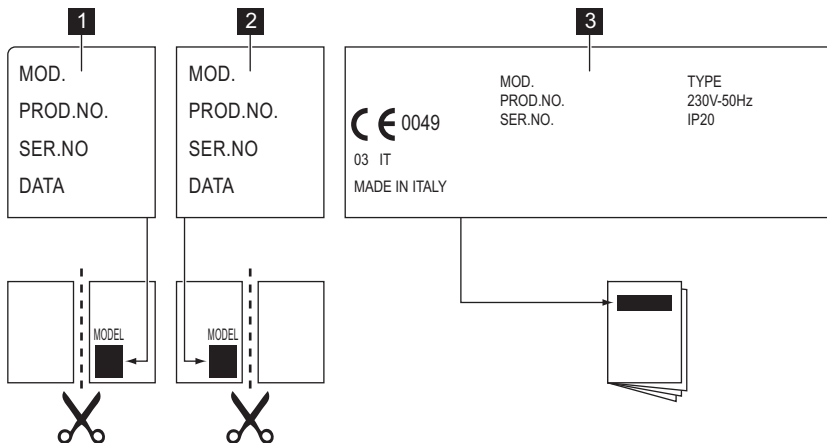 1
2
3
MOD.
PROD.NO.
SER.NO
DATA
MOD.
PROD.NO.
SER.NO
DATA
MOD.
PROD.NO.
SER.NO.
TYPE
230V-50Hz
IP20
CE 0049
03 IT
MADE IN ITALY
MODEL
MODEL